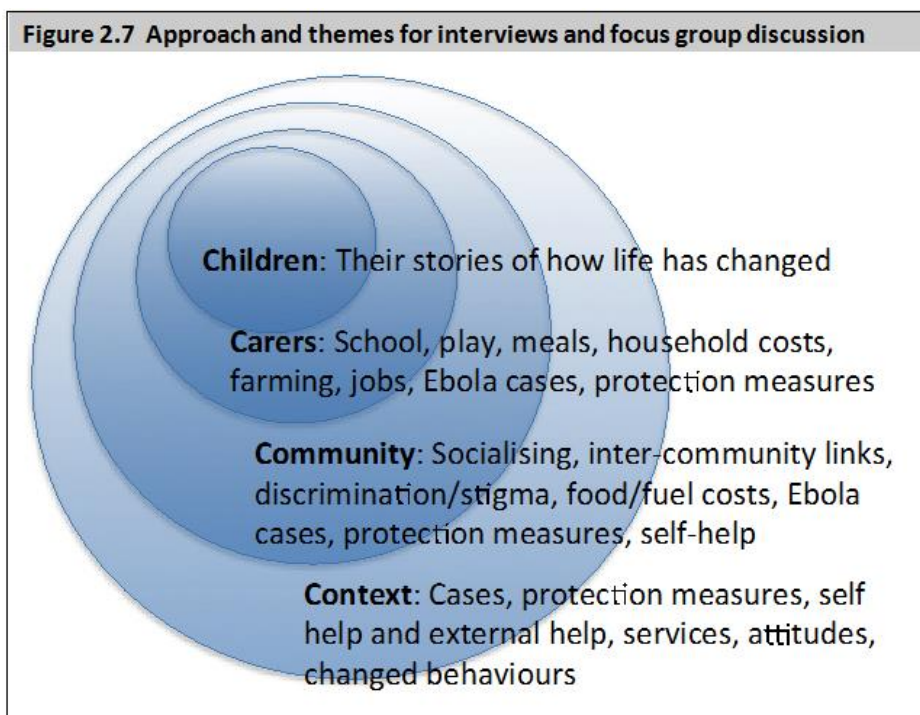 Figure 2.7 Approach and themes for interviews and focus group discussion
Children: Their stories of how life has changed
Carers: School, play, meals, household costs,
farming, jobs, Ebola cases, protection measures
Community: Socialising, inter-community links,
discrimination/stigma, food/fuel costs, Ebola
cases, protection measures, self-help
Context: Cases, protection measures, self
help and external help, services, attitudes,
changed behaviours